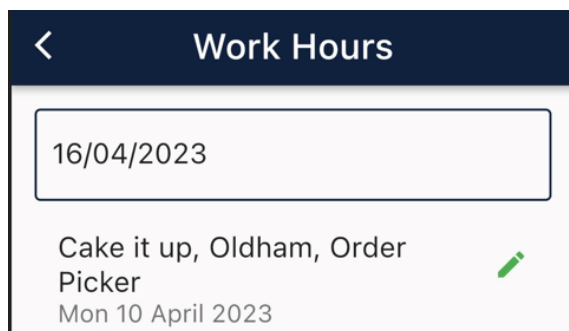 Work Hours
16/04/2023
Cake it up, Oldham, Order
Picker
Mon 10 April 2023